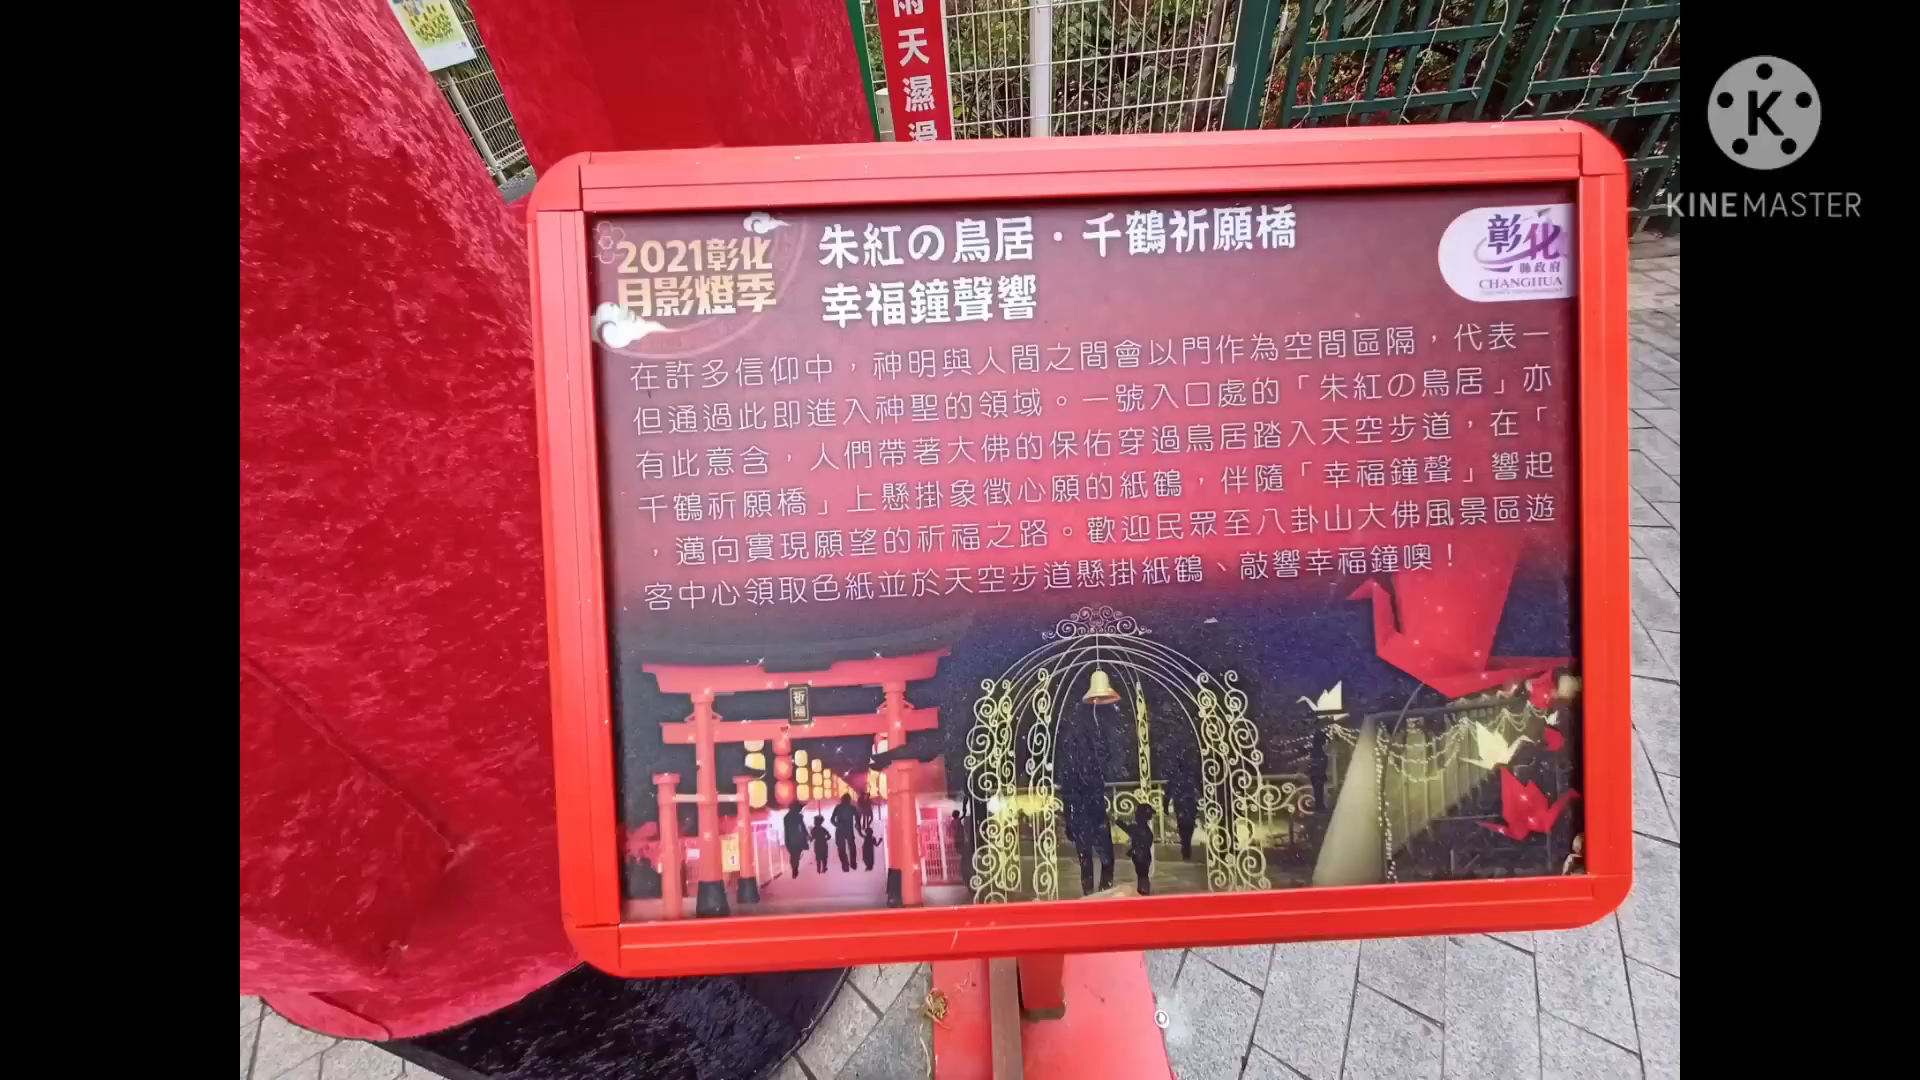 雨天濕滑
KINEMASTER
2021彰化
月影燈季
朱紅の鳥居·千鶴祈願橋
幸福鐘聲響
彰化
縣政府
CHANGHUA
在許多信仰中，神明與人間之間會以門作為空間區隔，代表一
但通過此即進入神聖的領域。一號入口處的「朱紅の鳥居」亦
有此意含，人們帶著大佛的保佑穿過鳥居踏入天空步道，在「
千鶴祈願橋」上懸掛象徵心願的紙鶴，伴隨「幸福鐘聲」響起
，邁向實現願望的祈福之路。歡迎民眾至八卦山大佛風景區遊
客中心領取色紙並於天空步道懸掛紙鶴、敲響幸福鐘噢！
祈福